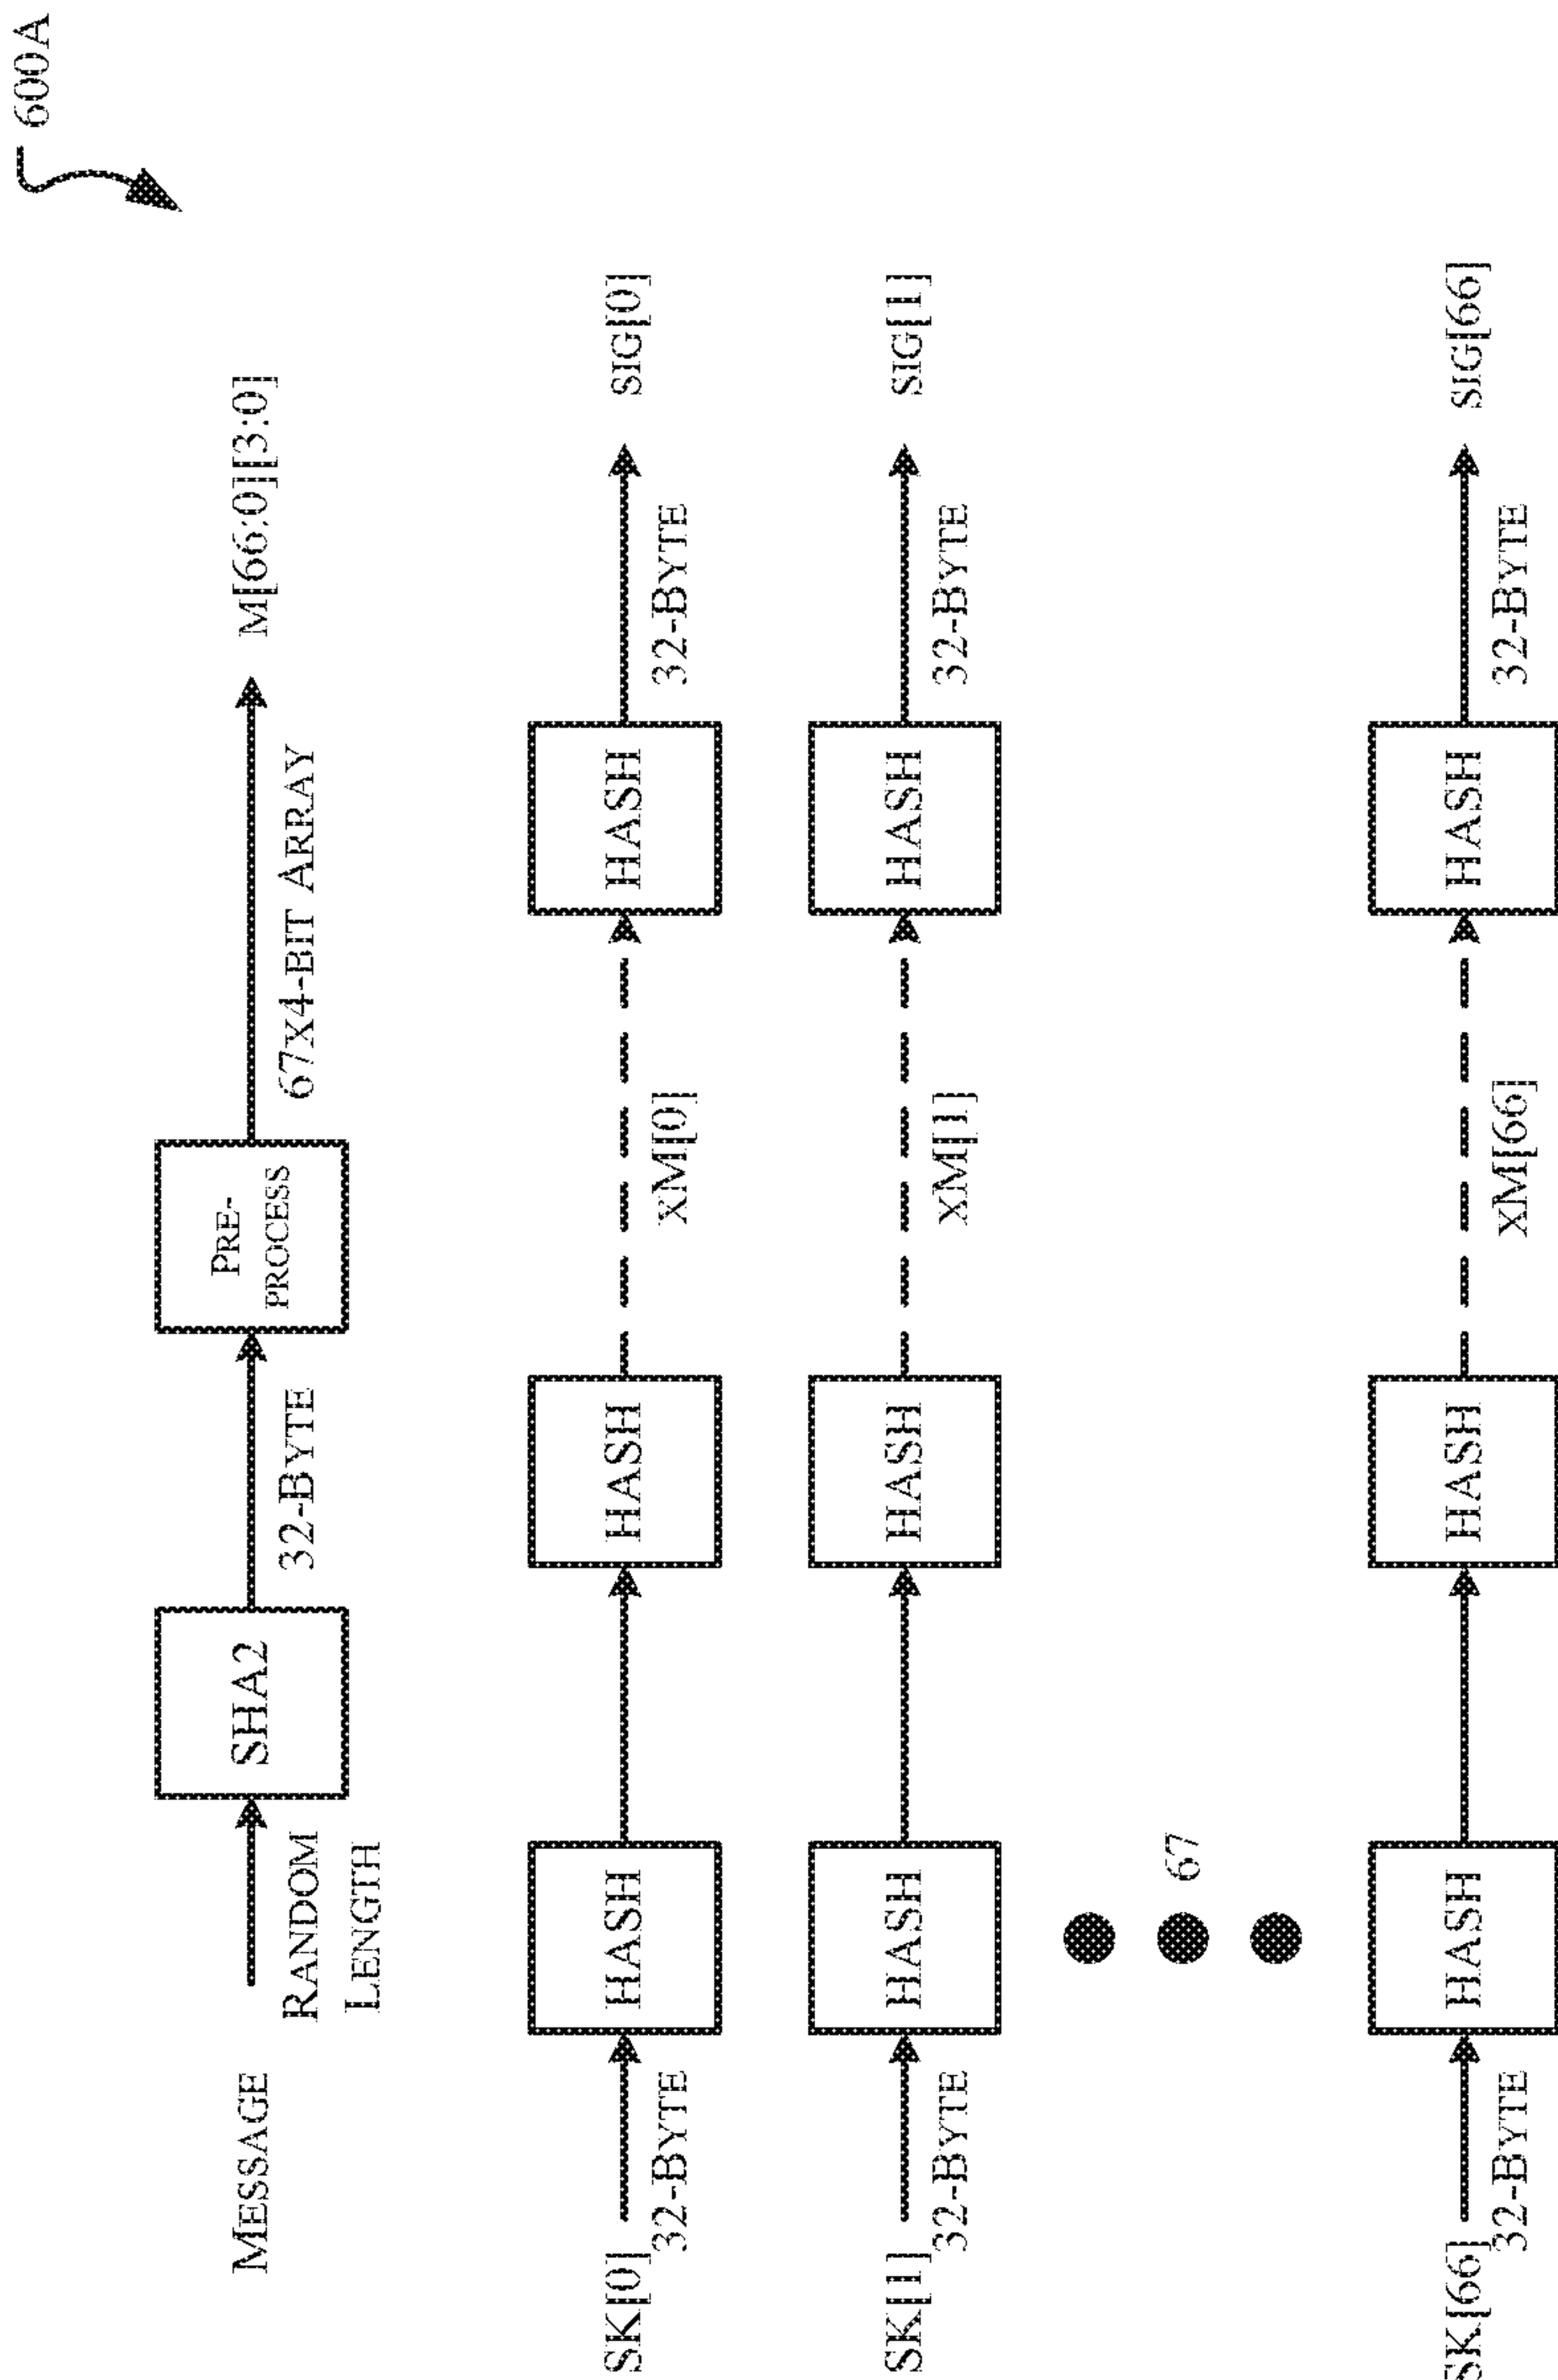 600A
MESSAGE
RANDOM
LENGTH
SHA2
32-BYTE
PRE-
PROCESS
67X4-BIT ARRAY
M[66:0][3:0]
SK[0]
32-BYTE
HASH
HASH
XM[0]
HASH
32-BYTE
SIG[0]
SK[1]
32-BYTE
HASH
HASH
XM[1]
HASH
32-BYTE
SIG[1]
67
SK[66]
32-BYTE
HASH
HASH
XM[66]
HASH
32-BYTE
SIG[66]